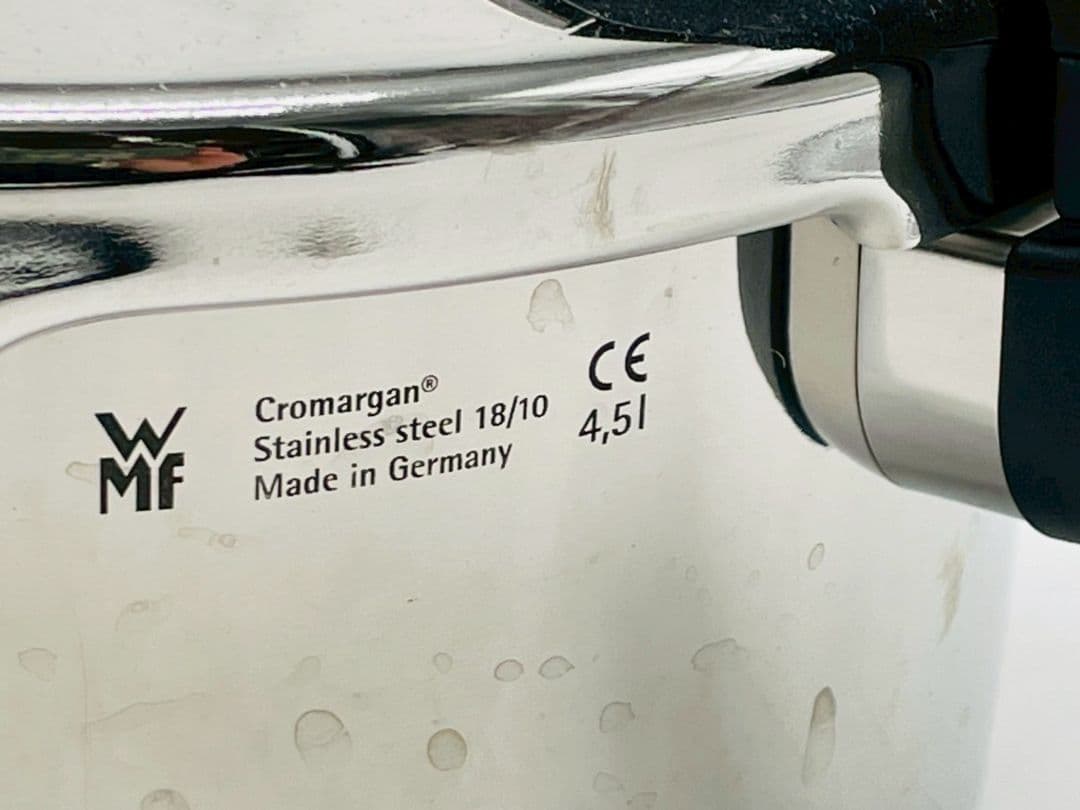 WMF
Cromargan®
Stainless steel 18/10
Made in Germany
CE
4,5l